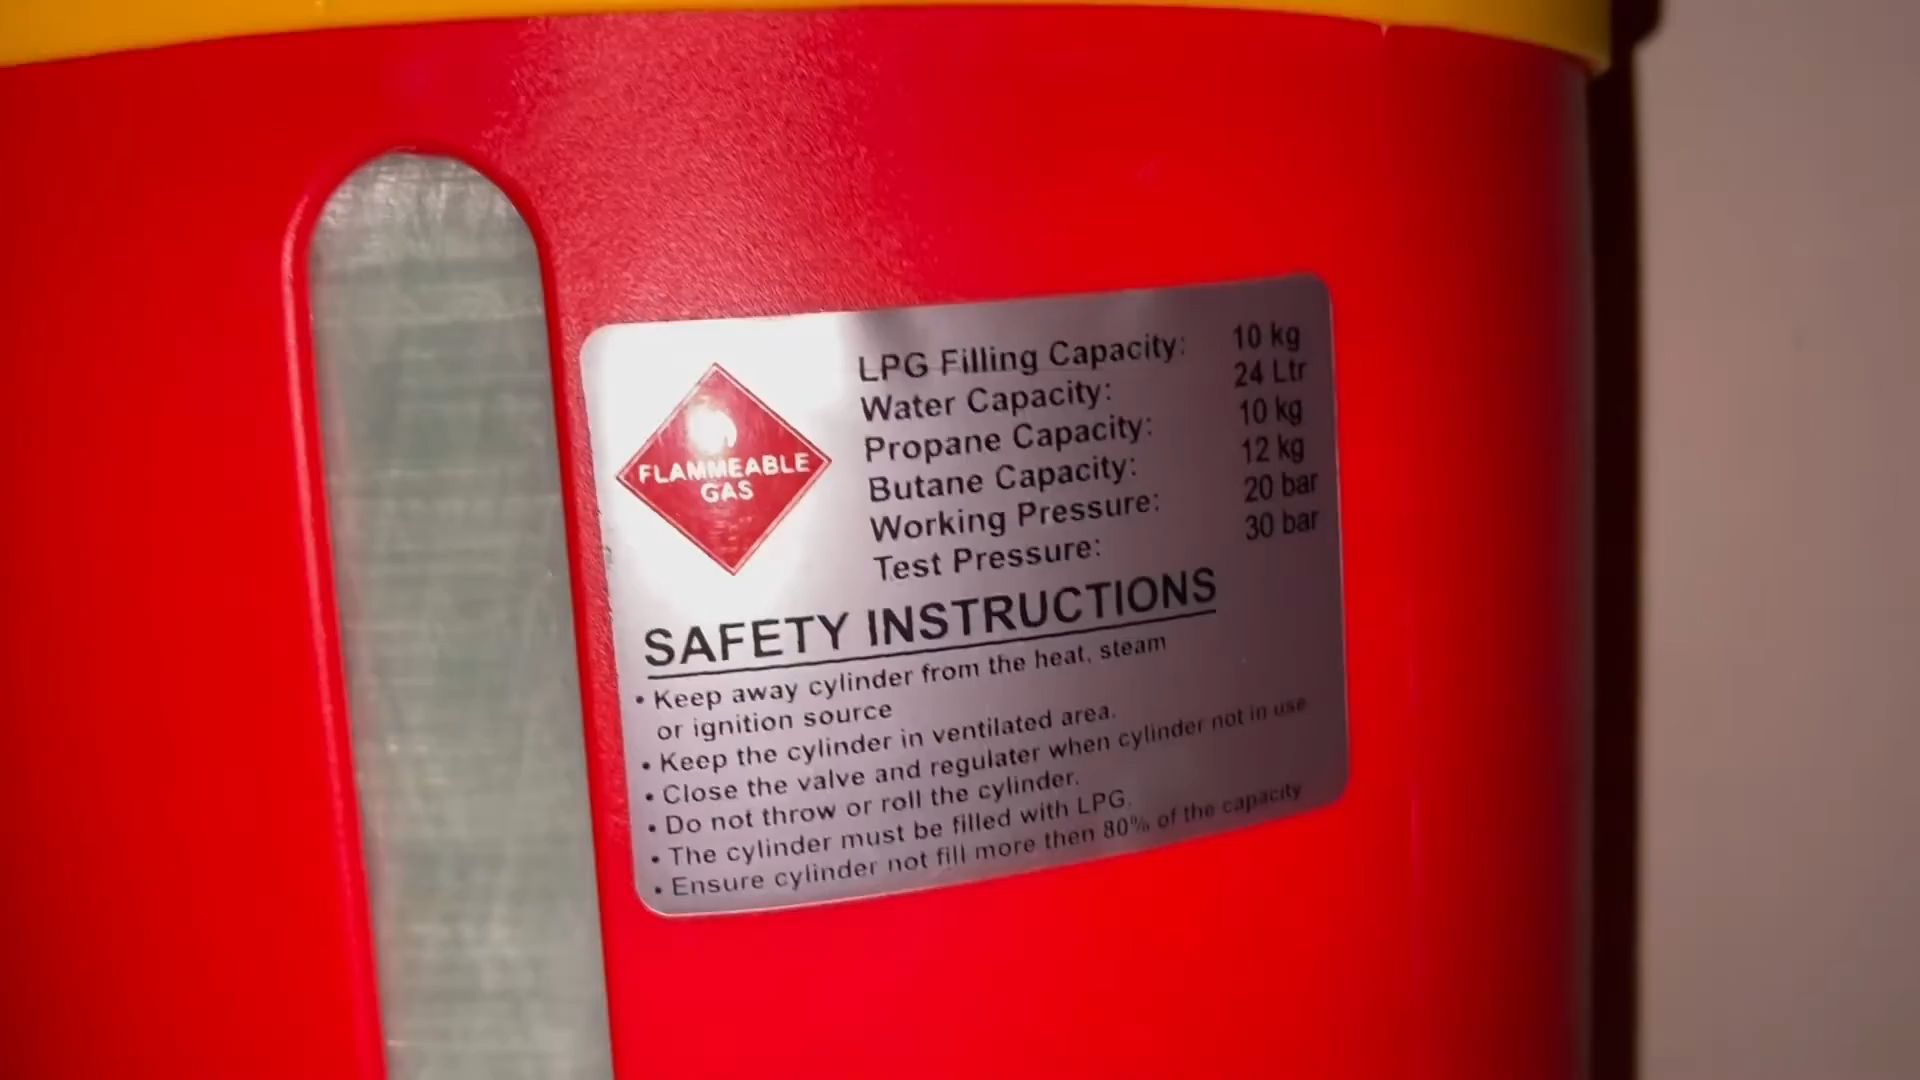 FLAMMEABLE
GAS
LPG Filling Capacity: 10 kg
Water Capacity: 24 Ltr
Propane Capacity: 10 kg
Butane Capacity: 12 kg
Working Pressure: 20 bar
Test Pressure: 30 bar
SAFETY INSTRUCTIONS
• Keep away cylinder from the heat, steam
or ignition source
• Keep the cylinder in ventilated area.
• Close the valve and regulater when cylinder not in use
• Do not throw or roll the cylinder.
• The cylinder must be filled with LPG.
• Ensure cylinder not fill more then 80% of the capacity